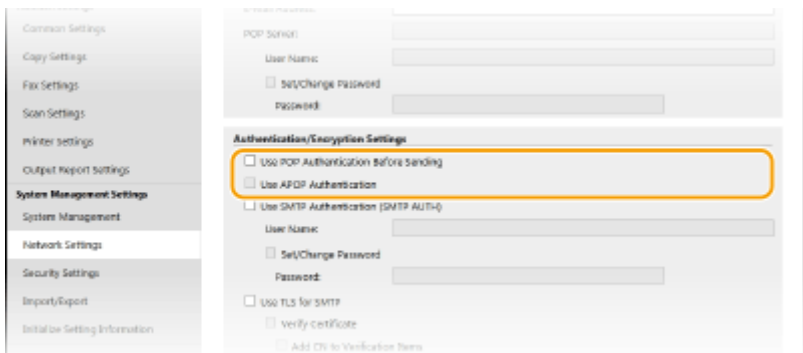 Common Settings
Copy Settings
Fax Settings
Scan Settings
Printer Settings
Output Report Settings
System Management Settings
System Management
Network Settings
Security Settings
Import/Export
Initialize Setting Information
E-Mail Address:
POP Server:
User Name:
Set/Change Password
Password:
Authentication/Encryption Settings
Use POP Authentication Before Sending
Use APOP Authentication
Use SMTP Authentication (SMTP AUTH)
User Name:
Set/Change Password
Password:
Use TLS for SMTP
Verify Certificate
Add CN to Verification Items